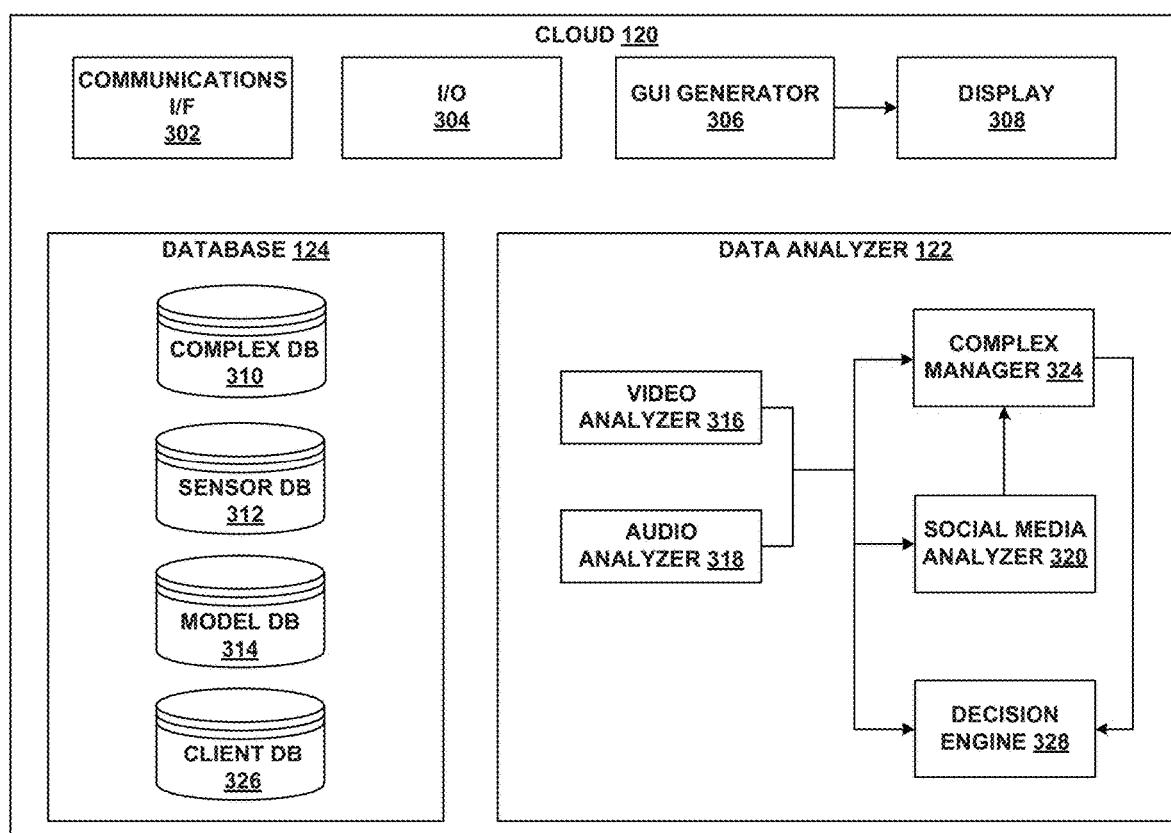 CLOUD 120
COMMUNICATIONS
I/F
302
I/O
304
GUI GENERATOR
306
DISPLAY
308
DATABASE 124
COMPLEX DB
310
SENSOR DB
312
MODEL DB
314
CLIENT DB
326
DATA ANALYZER 122
VIDEO
ANALYZER 316
AUDIO
ANALYZER 318
COMPLEX
MANAGER 324
SOCIAL MEDIA
ANALYZER 320
DECISION
ENGINE 328